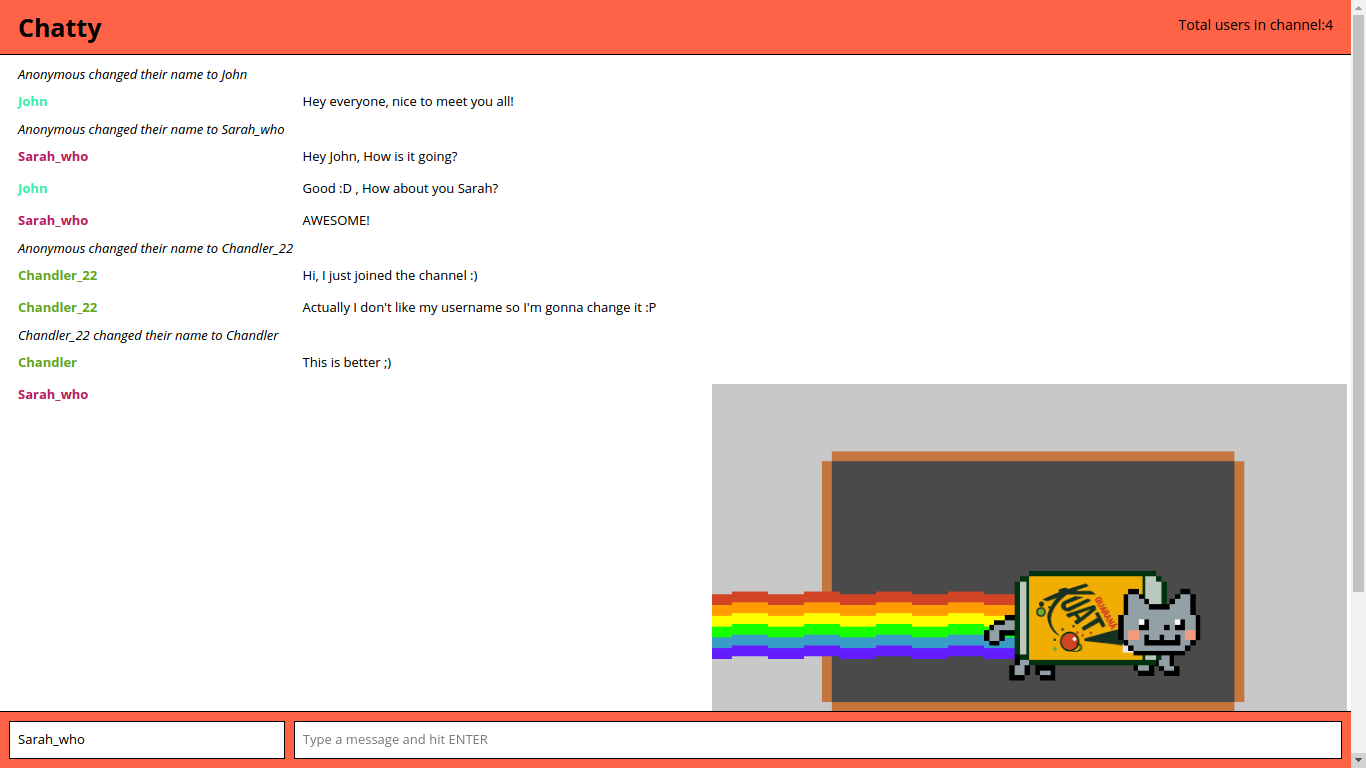 Chatty
Total users in channel:4
Anonymous changed their name to John
John Hey everyone, nice to meet you all!
Anonymous changed their name to Sarah_who
Sarah_who Hey John, How is it going?
John Good :D , How about you Sarah?
Sarah_who AWESOME!
Anonymous changed their name to Chandler_22
Chandler_22 Hi, I just joined the channel :)
Chandler_22 Actually I don't like my username so I'm gonna change it :P
Chandler_22 changed their name to Chandler
Chandler This is better ;)
Sarah_who
KUAT
GUARANÁ
Sarah_who Type a message and hit ENTER